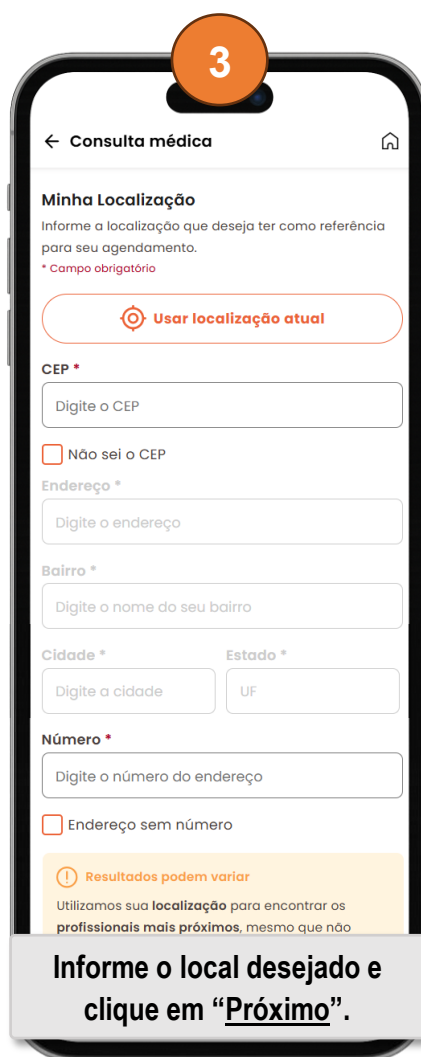 3
Consulta médica
Minha Localização
Informe a localização que deseja ter como referência
para seu agendamento.
* Campo obrigatório
Usar localização atual
CEP *
Digite o CEP
Não sei o CEP
Endereço *
Digite o endereço
Bairro *
Digite o nome do seu bairro
Cidade * Estado *
Digite a cidade UF
Número *
Digite o número do endereço
Endereço sem número
Resultados podem variar
Utilizamos sua localização para encontrar os
profissionais mais próximos, mesmo que não
Informe o local desejado e
clique em “Próximo”.